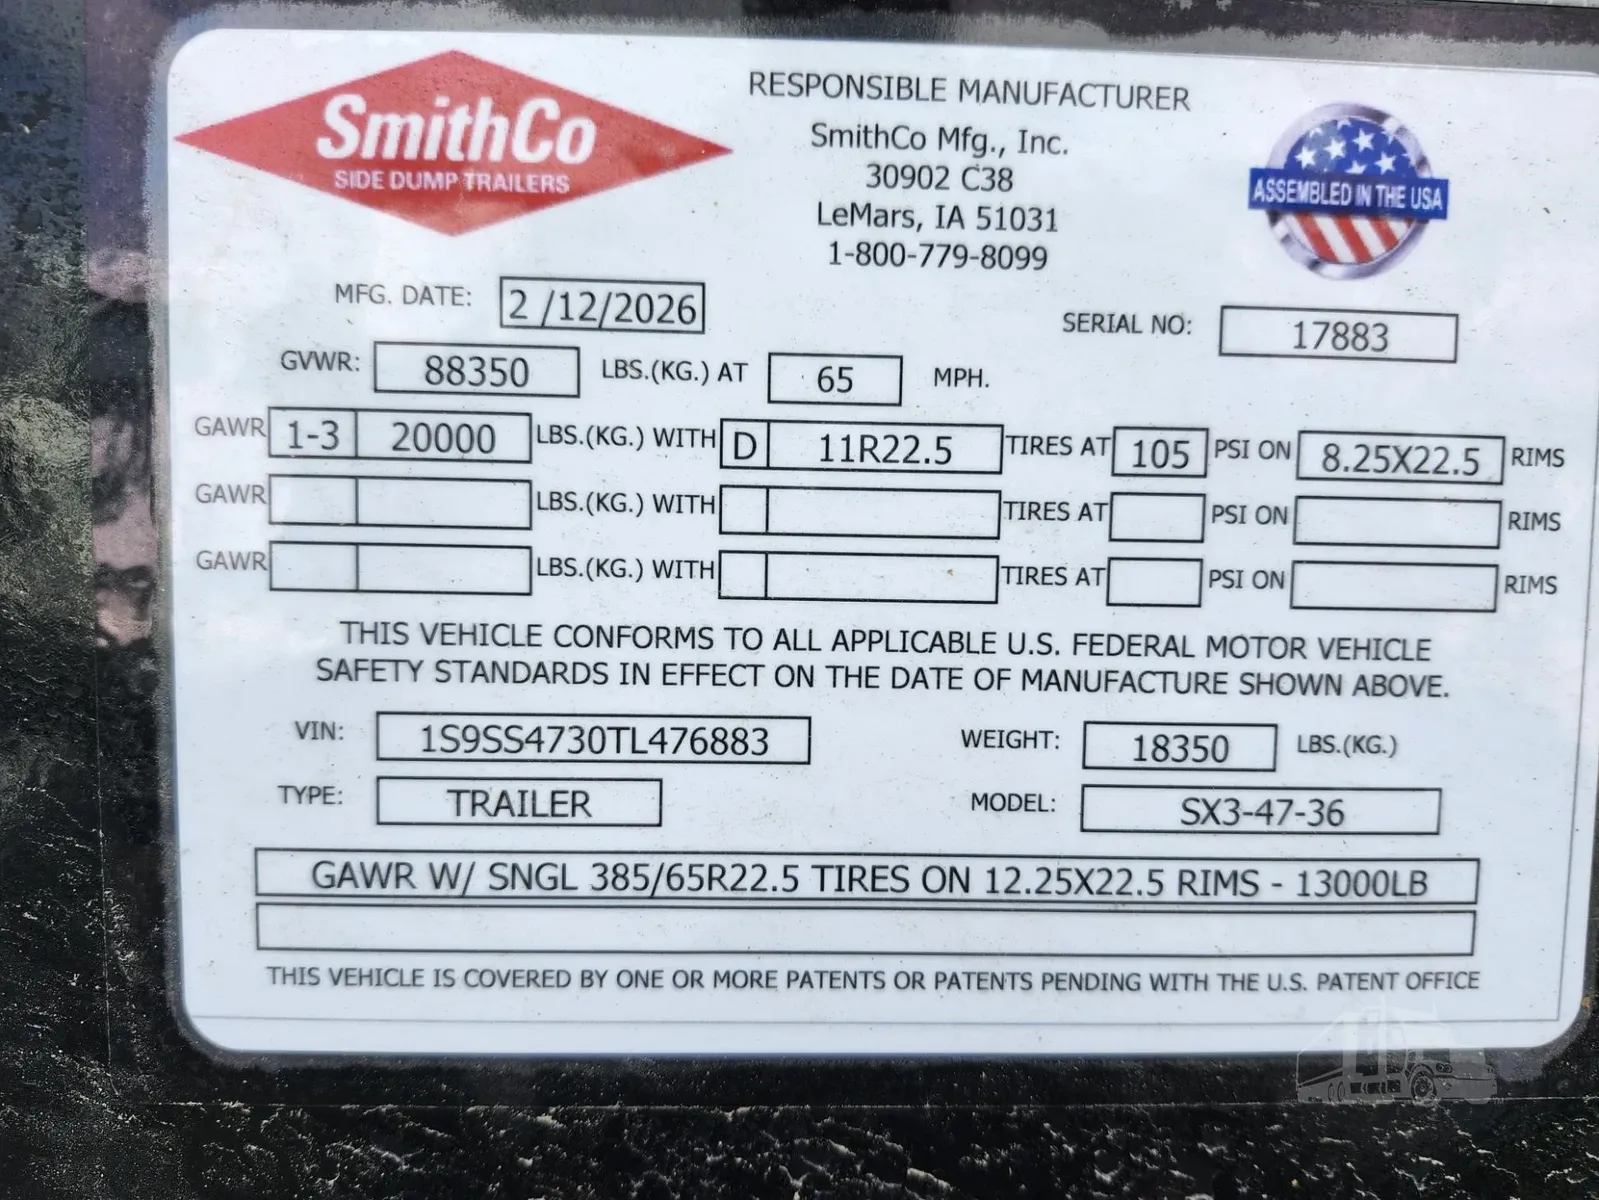 SmithCo
SIDE DUMP TRAILERS
RESPONSIBLE MANUFACTURER
SmithCo Mfg., Inc.
30902 C38
LeMars, IA 51031
1-800-779-8099
ASSEMBLED IN THE USA
MFG. DATE: 2 /12/2026
SERIAL NO: 17883
GVWR: 88350 LBS.(KG.) AT 65 MPH.
GAWR 1-3 20000 LBS.(KG.) WITH D 11R22.5 TIRES AT 105 PSI ON 8.25X22.5 RIMS
GAWR LBS.(KG.) WITH TIRES AT PSI ON RIMS
GAWR LBS.(KG.) WITH TIRES AT PSI ON RIMS
THIS VEHICLE CONFORMS TO ALL APPLICABLE U.S. FEDERAL MOTOR VEHICLE
SAFETY STANDARDS IN EFFECT ON THE DATE OF MANUFACTURE SHOWN ABOVE.
VIN: 1S9SS4730TL476883 WEIGHT: 18350 LBS.(KG.)
TYPE: TRAILER MODEL: SX3-47-36
GAWR W/ SNGL 385/65R22.5 TIRES ON 12.25X22.5 RIMS - 13000LB
THIS VEHICLE IS COVERED BY ONE OR MORE PATENTS OR PATENTS PENDING WITH THE U.S. PATENT OFFICE